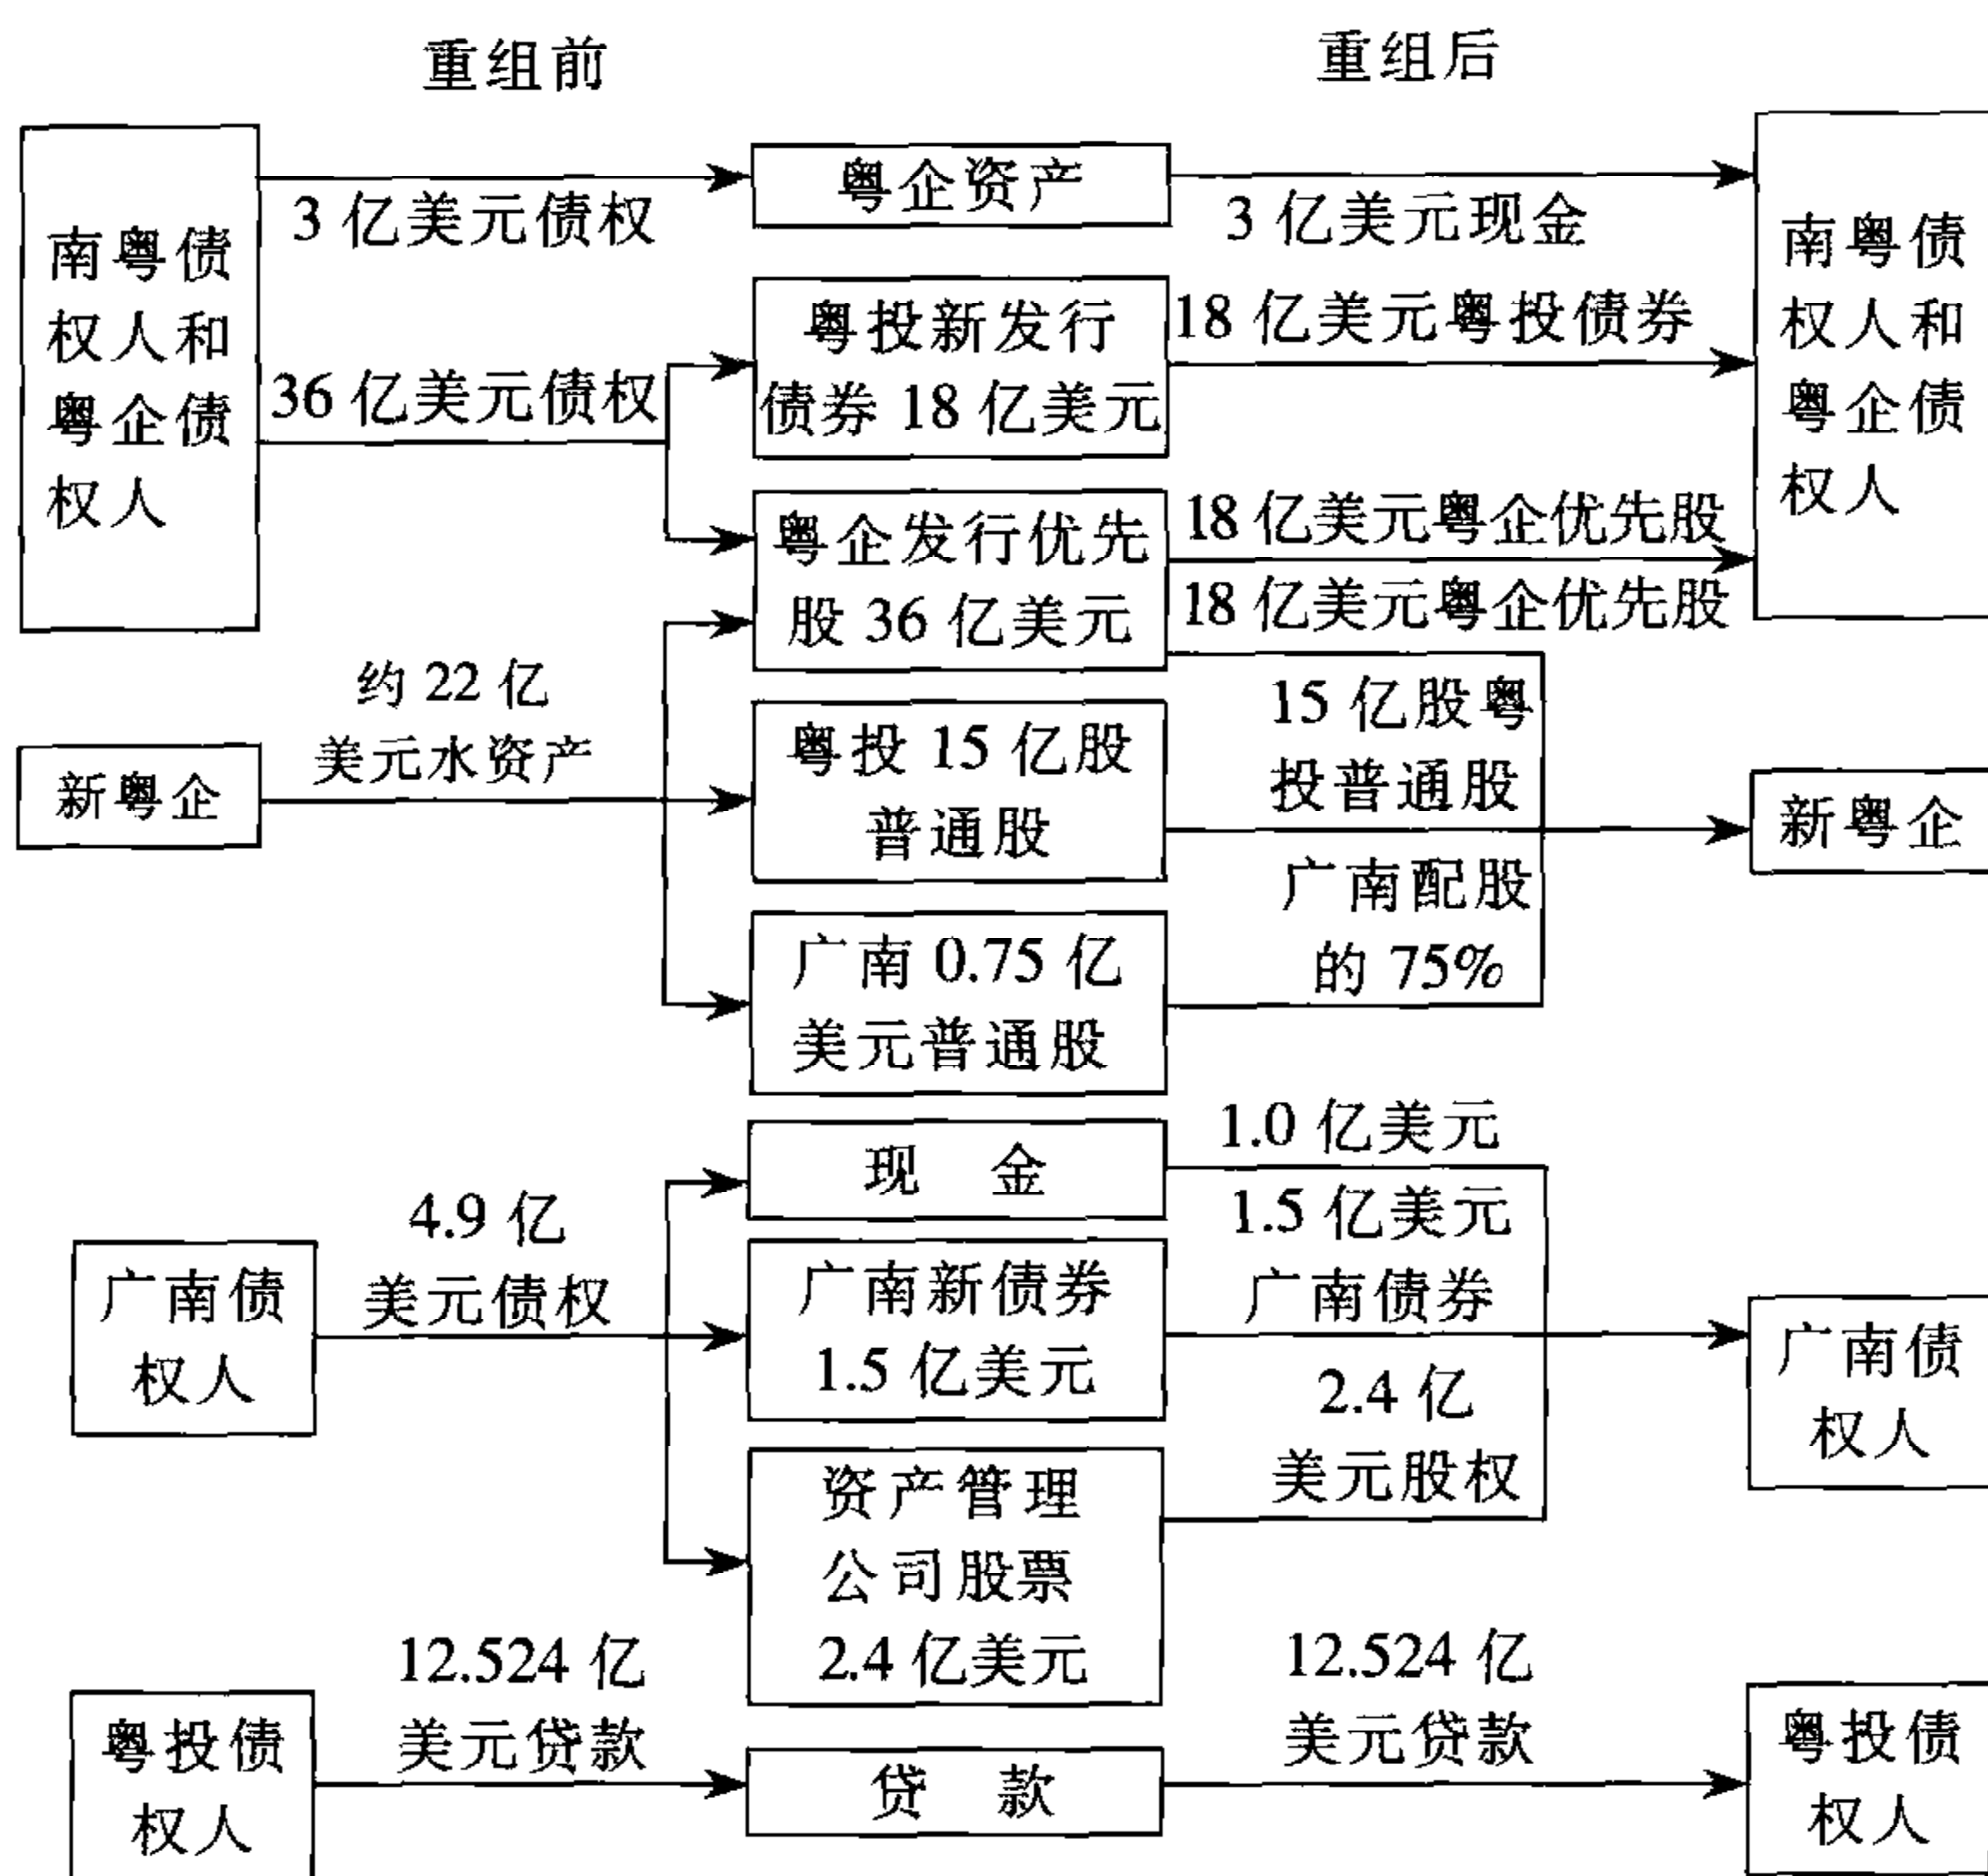 重组前
重组后
南粤债
权人和
粤企债
权人
3 亿美元债权
粤企资产
3 亿美元现金
南粤债
权人和
粤企债
权人
36 亿美元债权
粤投新发行
债券 18 亿美元
18 亿美元粤投债券
粤企发行优先
股 36 亿美元
18 亿美元粤企优先股
18 亿美元粤企优先股
新粤企
约 22 亿
美元水资产
粤投 15 亿股
普通股
15 亿股粤
投普通股
新粤企
广南 0.75 亿
美元普通股
广南配股
的 75%
广南债
权人
4.9 亿
美元债权
现 金
1.0 亿美元
广南新债券
1.5 亿美元
1.5 亿美元
广南债券
资产管理
公司股票
2.4 亿美元
2.4 亿
美元股权
广南债
权人
粤投债
权人
12.524 亿
美元贷款
贷 款
12.524 亿
美元贷款
粤投债
权人